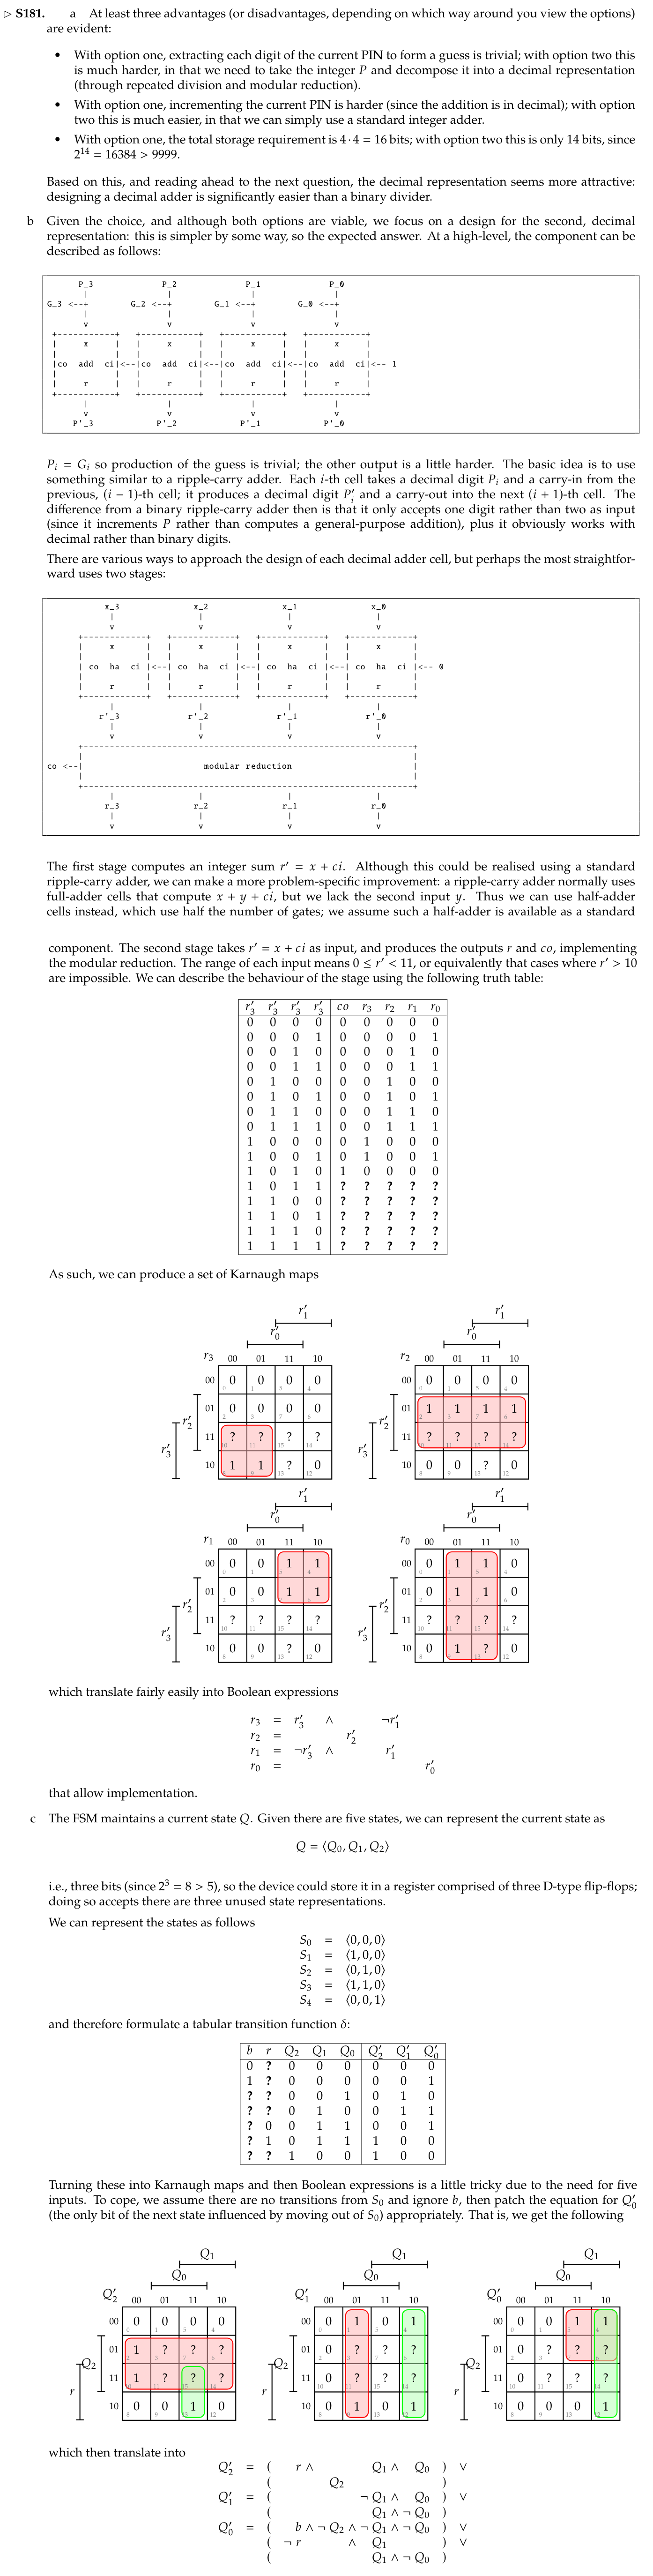 ▷ S181. a At least three advantages (or disadvantages, depending on which way around you view the options)
are evident:
• With option one, extracting each digit of the current PIN to form a guess is trivial; with option two this
is much harder, in that we need to take the integer P and decompose it into a decimal representation
(through repeated division and modular reduction).
• With option one, incrementing the current PIN is harder (since the addition is in decimal); with option
two this is much easier, in that we can simply use a standard integer adder.
• With option one, the total storage requirement is 4 · 4 = 16 bits; with option two this is only 14 bits, since
2^14 = 16384 > 9999.
Based on this, and reading ahead to the next question, the decimal representation seems more attractive:
designing a decimal adder is significantly easier than a binary divider.
b Given the choice, and although both options are viable, we focus on a design for the second, decimal
representation: this is simpler by some way, so the expected answer. At a high-level, the component can be
described as follows:
P_3 P_2 P_1 P_0
| | | |
G_3 <--+ G_2 <--+ G_1 <--+ G_0 <--+
| | | |
v v v v
+-----------+ +-----------+ +-----------+ +-----------+
| x | | x | | x | | x |
| | | | | | | |
|co add ci|<--|co add ci|<--|co add ci|<--|co add ci|<-- 1
| | | | | | | |
| r | | r | | r | | r |
+-----------+ +-----------+ +-----------+ +-----------+
| | | |
v v v v
P'_3 P'_2 P'_1 P'_0
P_i = G_i so production of the guess is trivial; the other output is a little harder. The basic idea is to use
something similar to a ripple-carry adder. Each i-th cell takes a decimal digit P_i and a carry-in from the
previous, (i − 1)-th cell; it produces a decimal digit P′_i and a carry-out into the next (i + 1)-th cell. The
difference from a binary ripple-carry adder then is that it only accepts one digit rather than two as input
(since it increments P rather than computes a general-purpose addition), plus it obviously works with
decimal rather than binary digits.
There are various ways to approach the design of each decimal adder cell, but perhaps the most straightfor-
ward uses two stages:
x_3 x_2 x_1 x_0
| | | |
v v v v
+-----------+ +-----------+ +-----------+ +-----------+
| x | | x | | x | | x |
| | | | | | | |
| co ha ci |<--| co ha ci |<--| co ha ci |<--| co ha ci |<-- 0
| | | | | | | |
| r | | r | | r | | r |
+-----------+ +-----------+ +-----------+ +-----------+
| | | |
r'_3 r'_2 r'_1 r'_0
| | | |
v v v v
+---------------------------------------------------------+
| |
co <--| modular reduction |
| |
+---------------------------------------------------------+
| | | |
r_3 r_2 r_1 r_0
| | | |
v v v v
The first stage computes an integer sum r′ = x + ci. Although this could be realised using a standard
ripple-carry adder, we can make a more problem-specific improvement: a ripple-carry adder normally uses
full-adder cells that compute x + y + ci, but we lack the second input y. Thus we can use half-adder
cells instead, which use half the number of gates; we assume such a half-adder is available as a standard
component. The second stage takes r′ = x + ci as input, and produces the outputs r and co, implementing
the modular reduction. The range of each input means 0 ≤ r′ < 11, or equivalently that cases where r′ > 10
are impossible. We can describe the behaviour of the stage using the following truth table:
r′_3 r′_3 r′_3 r′_3 co r_3 r_2 r_1 r_0
0 0 0 0 0 0 0 0 0
0 0 0 1 0 0 0 0 1
0 0 1 0 0 0 0 1 0
0 0 1 1 0 0 0 1 1
0 1 0 0 0 0 1 0 0
0 1 0 1 0 0 1 0 1
0 1 1 0 0 0 1 1 0
0 1 1 1 0 0 1 1 1
1 0 0 0 0 1 0 0 0
1 0 0 1 0 1 0 0 1
1 0 1 0 1 0 0 0 0
1 0 1 1 ? ? ? ? ?
1 1 0 0 ? ? ? ? ?
1 1 0 1 ? ? ? ? ?
1 1 1 0 ? ? ? ? ?
1 1 1 1 ? ? ? ? ?
As such, we can produce a set of Karnaugh maps
r′_1 r′_1
r′_0 r′_0
r_3 00 01 11 10 r_2 00 01 11 10
00 0 0 0 0 00 0 0 0 0
01 0 0 0 0 01 1 1 1 1
r′_2 r′_2
11 ? ? ? ? 11 ? ? ? ?
r′_3 r′_3
10 1 1 ? 0 10 0 0 ? 0
r′_1 r′_1
r′_0 r′_0
r_1 00 01 11 10 r_0 00 01 11 10
00 0 0 1 1 00 0 1 1 0
01 0 0 1 1 01 0 1 1 0
r′_2 r′_2
11 ? ? ? ? 11 ? ? ? ?
r′_3 r′_3
10 0 0 ? 0 10 0 1 ? 0
which translate fairly easily into Boolean expressions
r_3 = r′_3 ∧ ¬r′_1
r_2 = r′_2
r_1 = ¬r′_3 ∧ r′_1
r_0 = r′_0
that allow implementation.
c The FSM maintains a current state Q. Given there are five states, we can represent the current state as
Q = ⟨Q_0, Q_1, Q_2⟩
i.e., three bits (since 2^3 = 8 > 5), so the device could store it in a register comprised of three D-type flip-flops;
doing so accepts there are three unused state representations.
We can represent the states as follows
S_0 = ⟨0, 0, 0⟩
S_1 = ⟨1, 0, 0⟩
S_2 = ⟨0, 1, 0⟩
S_3 = ⟨1, 1, 0⟩
S_4 = ⟨0, 0, 1⟩
and therefore formulate a tabular transition function δ:
b r Q_2 Q_1 Q_0 Q′_2 Q′_1 Q′_0
0 ? 0 0 0 0 0 0
1 ? 0 0 0 0 0 1
? ? 0 0 1 0 1 0
? ? 0 1 0 0 1 1
? 0 0 1 1 0 0 1
? 1 0 1 1 1 0 0
? ? 1 0 0 1 0 0
Turning these into Karnaugh maps and then Boolean expressions is a little tricky due to the need for five
inputs. To cope, we assume there are no transitions from S_0 and ignore b, then patch the equation for Q′_0
(the only bit of the next state influenced by moving out of S_0) appropriately. That is, we get the following
Q_1 Q_1 Q_1
Q_0 Q_0 Q_0
Q′_2 00 01 11 10 Q′_1 00 01 11 10 Q′_0 00 01 11 10
00 0 0 0 0 00 0 1 0 1 00 0 0 1 1
01 1 ? ? ? 01 0 ? ? ? 01 0 ? ? ?
Q_2 Q_2 Q_2
11 1 ? ? ? 11 0 ? ? ? 11 0 ? ? ?
r r r
10 0 0 1 0 10 0 1 0 1 10 0 0 0 1
which then translate into
Q′_2 = ( r ∧ Q_1 ∧ Q_0 ) ∨
( Q_2 )
Q′_1 = ( ¬ Q_1 ∧ Q_0 ) ∨
( Q_1 ∧ ¬ Q_0 )
Q′_0 = ( b ∧ ¬ Q_2 ∧ ¬ Q_1 ∧ ¬ Q_0 ) ∨
( ¬ r ∧ Q_1 ) ∨
( Q_1 ∧ ¬ Q_0 )